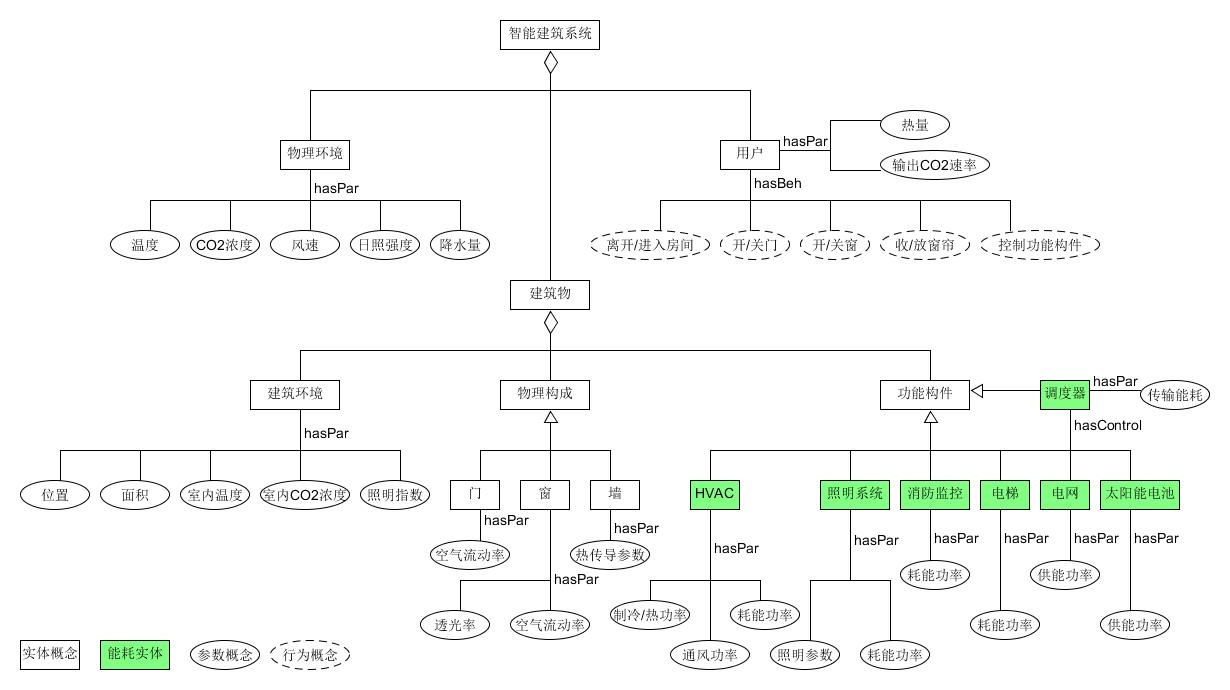 智能建筑系统
物理环境
hasPar
温度
CO2浓度
风速
日照强度
降水量
用户
hasPar
热量
输出CO2速率
hasBeh
离开/进入房间
开/关门
开/关窗
收/放窗帘
控制功能构件
建筑物
建筑环境
hasPar
位置
面积
室内温度
室内CO2浓度
照明指数
物理构成
门
窗
墙
hasPar
空气流动率
hasPar
热传导参数
hasPar
透光率
空气流动率
功能构件
调度器
hasPar
传输能耗
hasControl
HVAC
照明系统
消防监控
电梯
电网
太阳能电池
hasPar
hasPar
hasPar
hasPar
hasPar
hasPar
制冷/热功率
通风功率
耗能功率
照明参数
耗能功率
耗能功率
耗能功率
供能功率
供能功率
实体概念
能耗实体
参数概念
行为概念